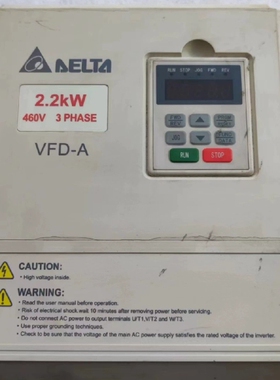 DELTA
2.2kW
460V 3 PHASE
VFD-A
RUN STOP JOG FWD REV
JOG
RUN
STOP
CAUTION:
• High voltage inside.
WARNING:
• Read the user manual before operation.
• Risk of electrical shock.wait 10 minutes after removing power before servicing.
• Do not connect AC power to output terminals U/T1,V/T2 and W/T3.
• Use proper grounding techniques.
• Check to be sure that the voltage of the main AC power supply satisfies the rated voltage of the inverter.